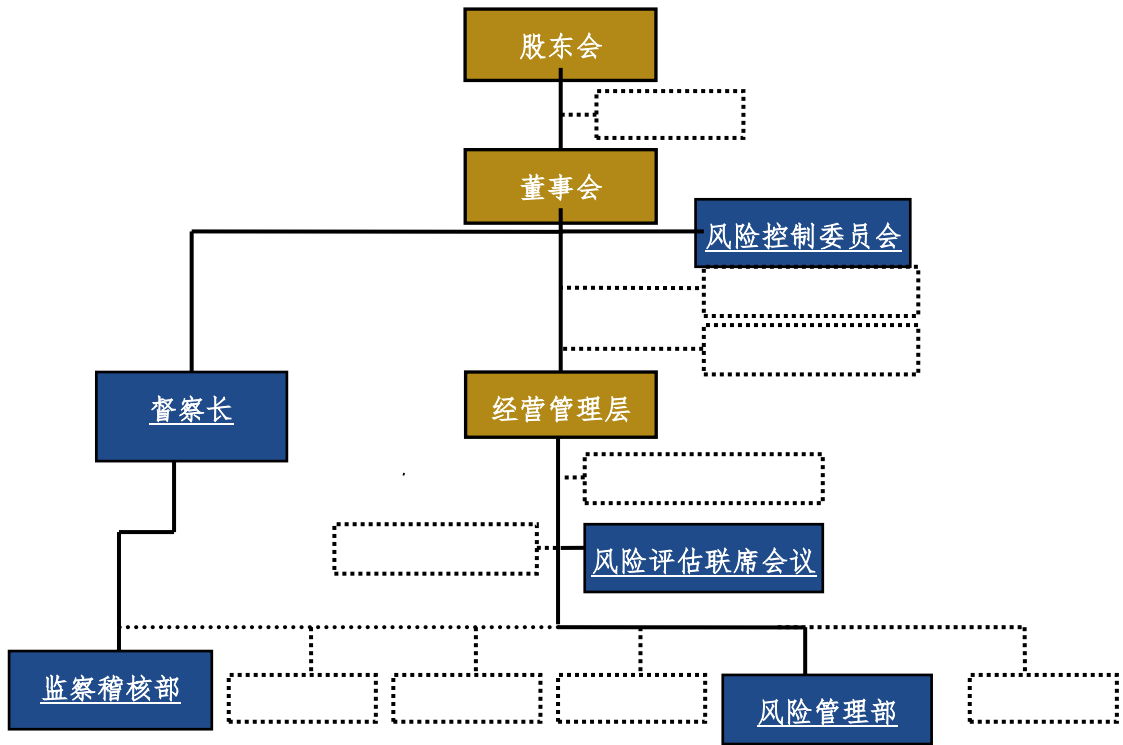 股东会
董事会
风险控制委员会
督察长
经营管理层
风险评估联席会议
监察稽核部
风险管理部